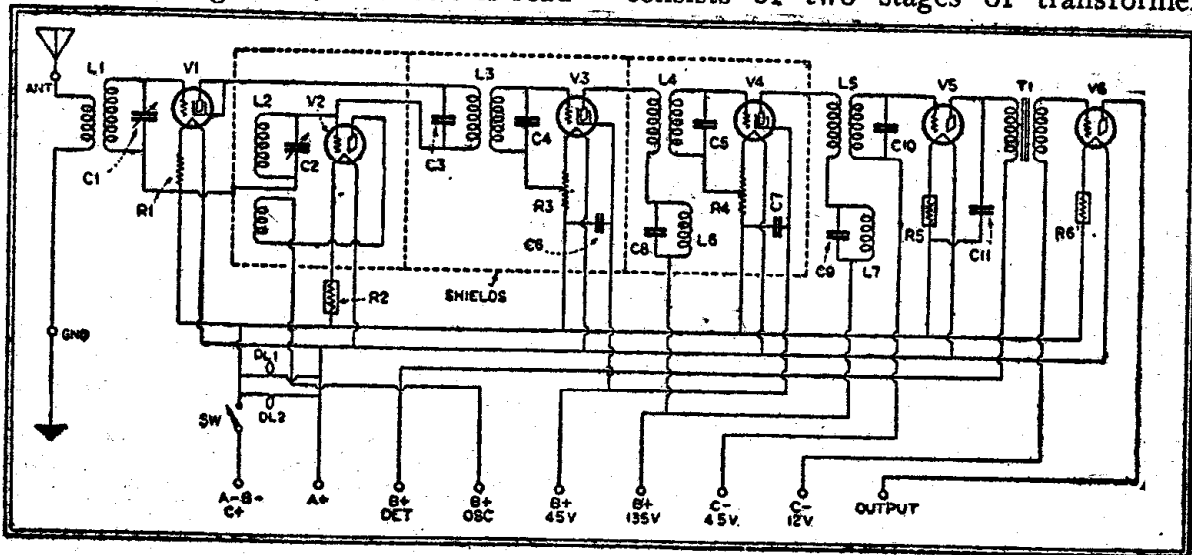 consists of two stages of transformer
L1 V1 L3 V3 L4 V4 L5 V5 T1 V6
ANT
L2 V2
C1 C2 C3 C4 C5 C10
R1 R3 R4 C7 R5 R6
C6 C8 L6 C9 L7 C11
R2 SHIELDS
GND
DL1
DL2
SW
A-B- C+ A+ B+ DET B+ OSC B+ 45V B+ 135V C- 4.5V. C- 12V. OUTPUT